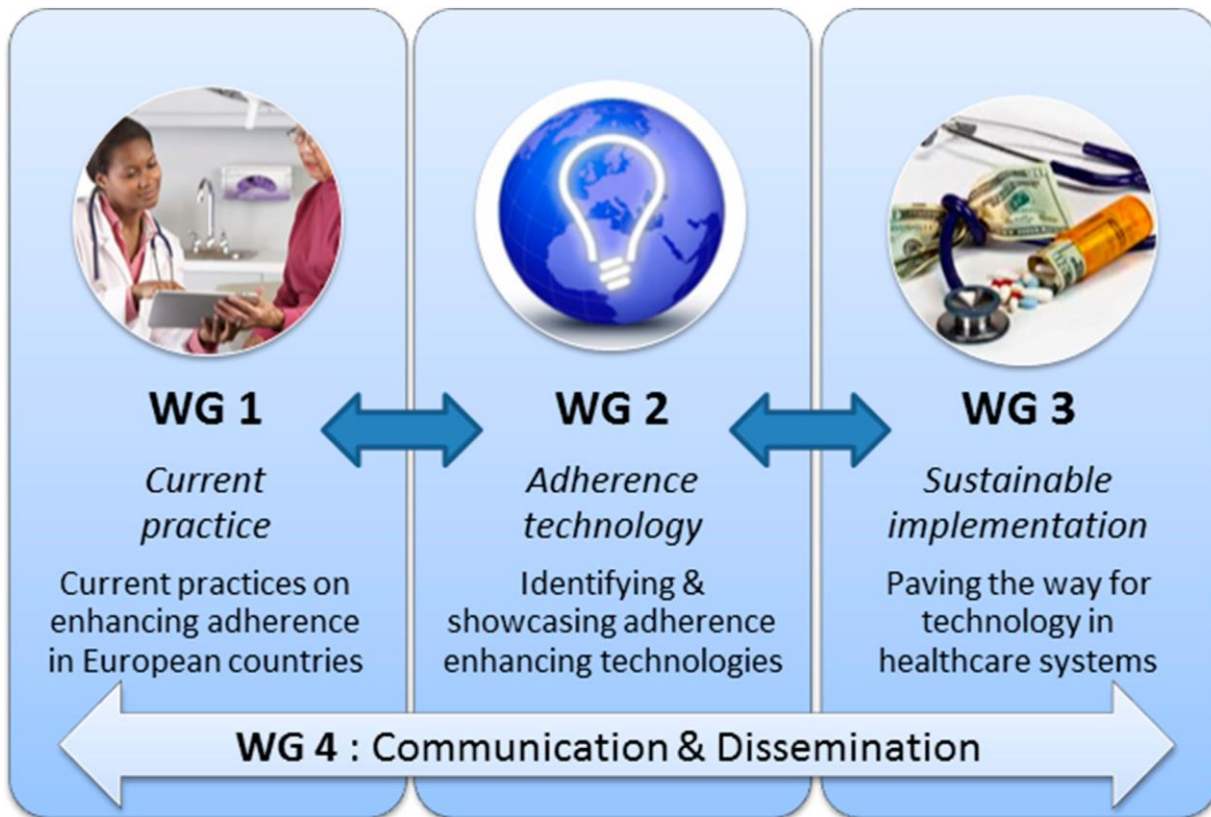 WG 1
Current
practice
Current practices on
enhancing adherence
in European countries
WG 2
Adherence
technology
Identifying &
showcasing adherence
enhancing technologies
WG 3
Sustainable
implementation
Paving the way for
technology in
healthcare systems
WG 4 : Communication & Dissemination